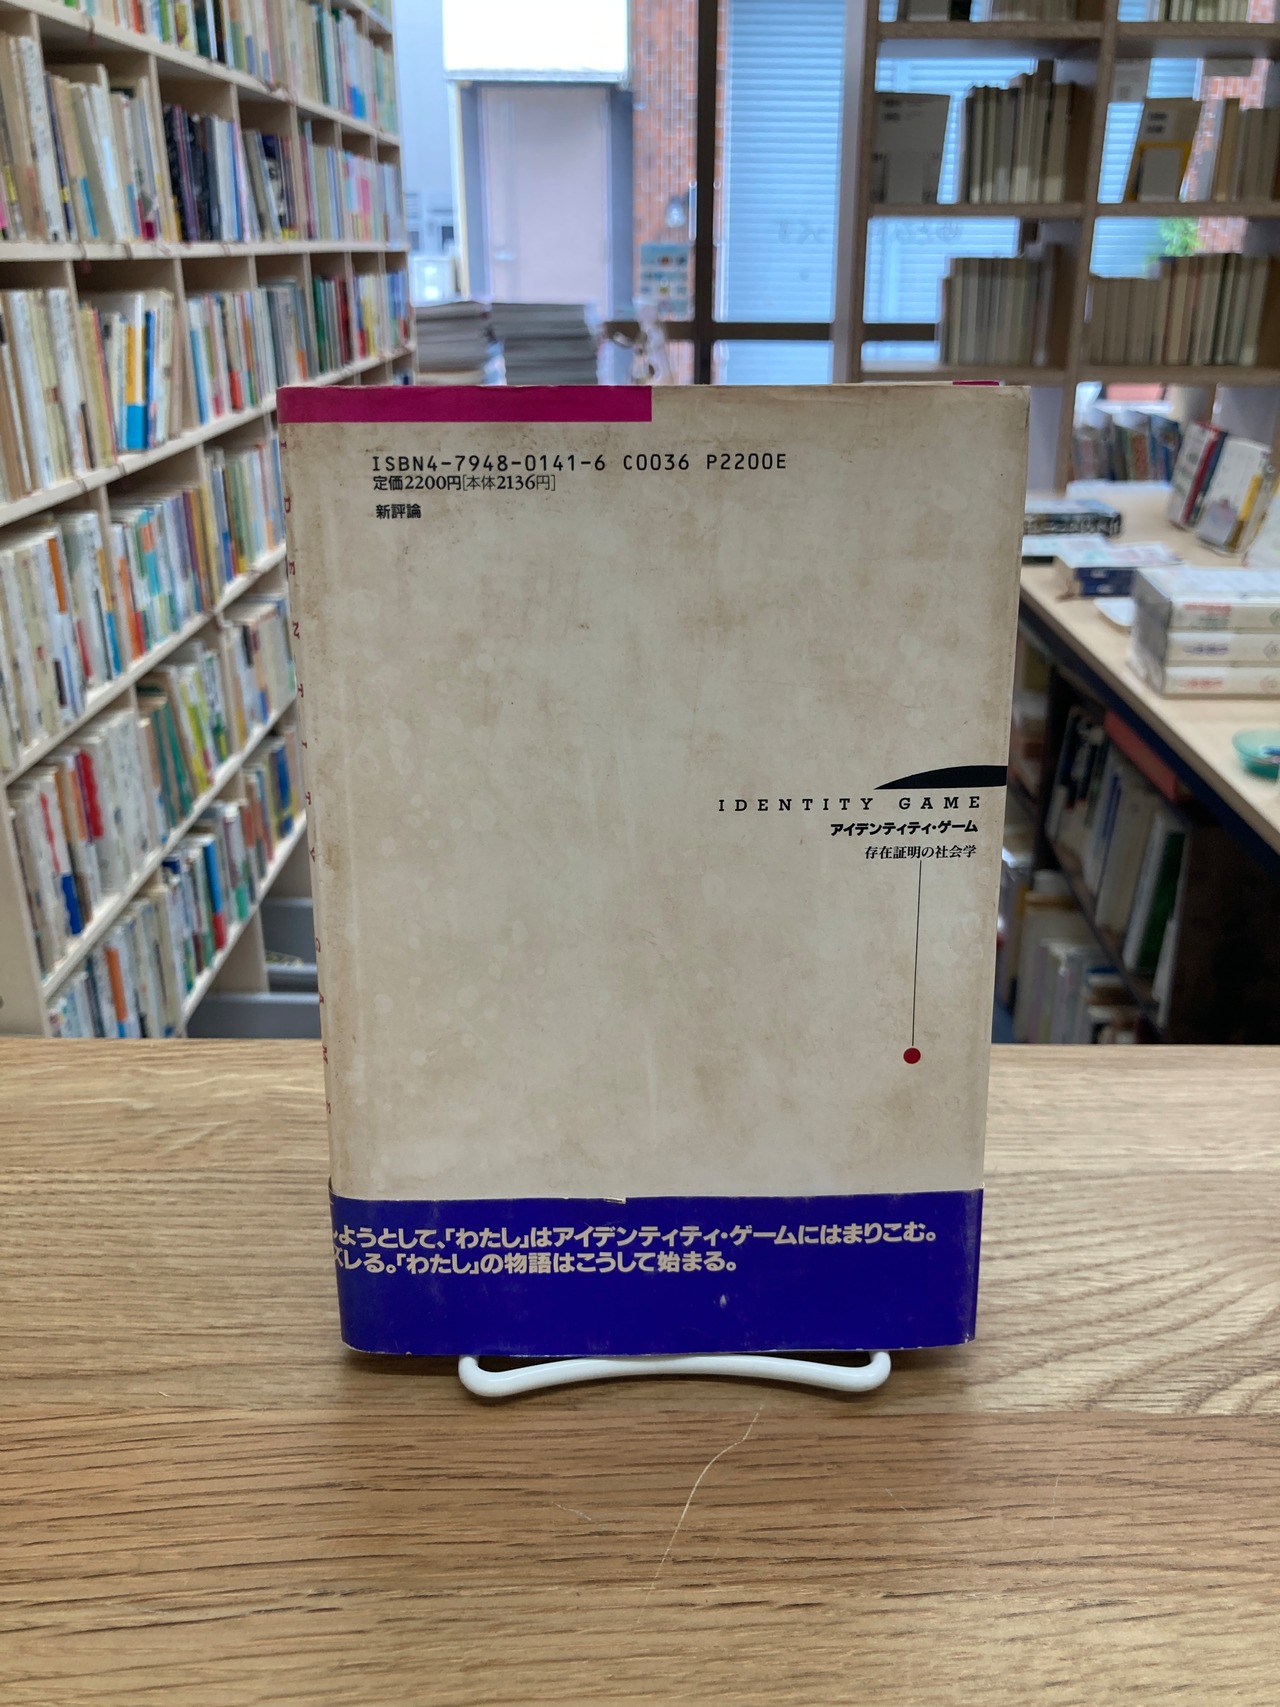 ISBN4-7948-0141-6 C0036 P2200E
定価2200円[本体2136円]
新評論
IDENTITY GAME
アイデンティティ・ゲーム
存在証明の社会学
IDENTITY GAME
ようとして、「わたし」はアイデンティティ・ゲームにはまりこむ。
レる。「わたし」の物語はこうして始まる。